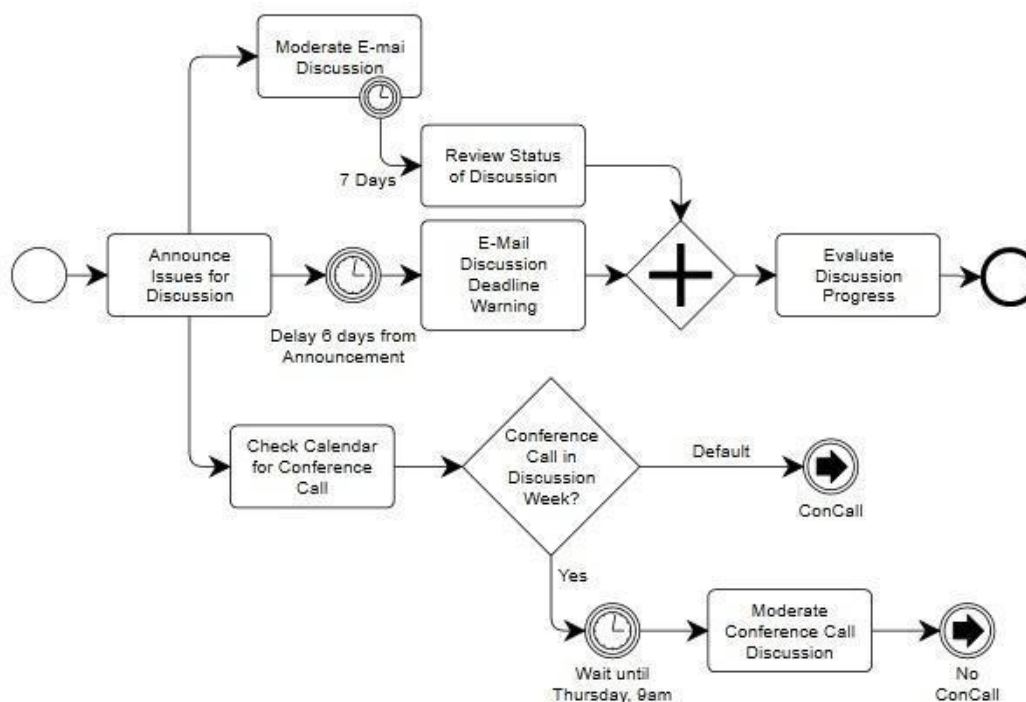 Moderate E-mai
Discussion
7 Days
Review Status
of Discussion
Announce
Issues for
Discussion
Delay 6 days from
Announcement
E-Mail
Discussion
Deadline
Warning
Evaluate
Discussion
Progress
Check Calendar
for Conference
Call
Conference
Call in
Discussion
Week?
Default
ConCall
Yes
Wait until
Thursday, 9am
Moderate
Conference Call
Discussion
No
ConCall